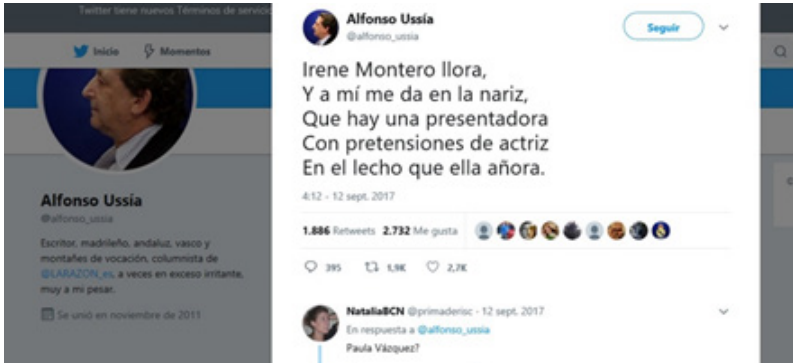 Twitter tiene nuevos Términos de servicio
Inicio Momentos
Alfonso Ussía
@alfonso_ussia
Escritor, madrileño, andaluz, vasco y
montañes de vocación, columnista de
@LARAZON_es, a veces en exceso irritante,
muy a mi pesar.
Se unió en noviembre de 2011
Alfonso Ussía
@alfonso_ussia
Seguir
Irene Montero llora,
Y a mí me da en la nariz,
Que hay una presentadora
Con pretensiones de actriz
En el lecho que ella añora.
4:12 - 12 sept. 2017
1.886 Retweets 2.732 Me gusta
395 1,9K 2,7K
NataliaBCN @primaderisc · 12 sept. 2017
En respuesta a @alfonso_ussia
Paula Vázquez?